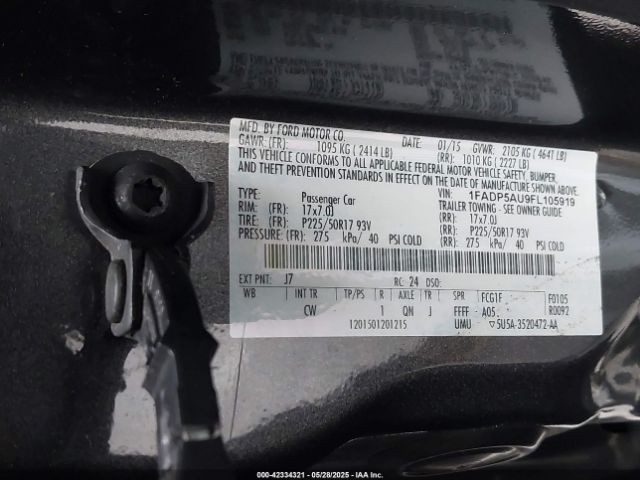 MFD. BY FORD MOTOR CO.
DATE: 01/15 GVWR: 2105 KG ( 4641 LB)
GAWR: (FR): 1095 KG ( 2414 LB) (RR): 1010 KG ( 2227 LB)
THIS VEHICLE CONFORMS TO ALL APPLICABLE FEDERAL MOTOR VEHICLE SAFETY, BUMPER,
AND THEFT PREVENTION STANDARDS IN EFFECT ON THE DATE OF MANUFACTURE SHOWN ABOVE.
VIN: 1FADP5AU9FL105919
TYPE: Passenger Car TRAILER TOWING - SEE OWNER GUIDE
RIM: (FR): 17x7.0J (RR): 17x7.0J
TIRE: (FR): P225/50R17 93V (RR): P225/50R17 93V
PRESSURE: (FR): 275 kPa/ 40 PSI COLD (RR): 275 kPa/ 40 PSI COLD
EXT PNT: J7 RC: 24 DSO:
WB INT TR TP/PS R AXLE TR SPR FCG1F F0105
CW 1 QN J FFFF A05 R0092
1201501201215 UMU ▽5U5A-3520472-AA
000-42334321 05/28/2025 IAA Inc.